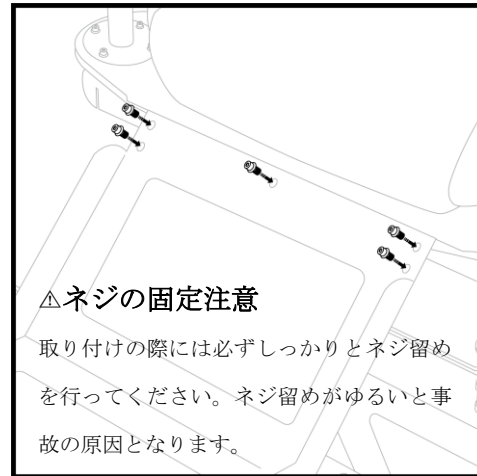 ⚠ネジの固定注意
取り付けの際には必ずしっかりとネジ留め
を行ってください。ネジ留めがゆるいと事
故の原因となります。